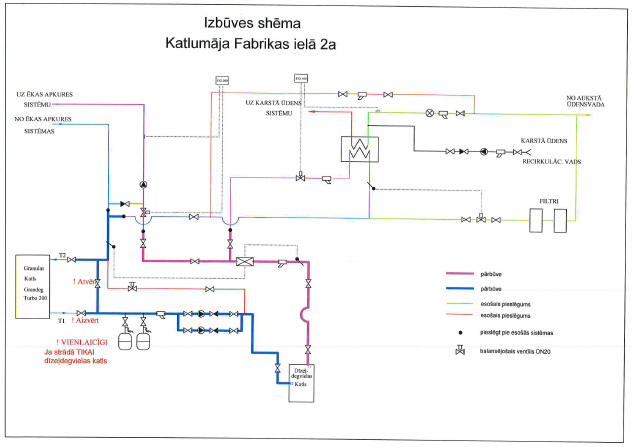 Izbūves shēma
Katlumāja Fabrikas ielā 2a
UZ ĒKAS APKURES
SISTĒMU
NO ĒKAS APKURES
SISTĒMAS
UZ KARSTĀ ŪDENS
SISTĒMU
NO AUKSTĀ
ŪDENSVADA
KARSTĀ ŪDENS
RECIRKULĀC. VADS
FILTRI
T2
Granulas
Katls
Grandeg
Turbo 200
T1
! Atvērt
! Aizvērt
! VIENLAICĪGI
Ja strādā TIKAI
dīzeļdegvielas katls
Dīzeļ-
degvielas
Katls
pārbūve
pārbūve
esošais pieslēgums
esošais pieslēgums
pieslēgt pie esošās sistēmas
balansējošais ventilis DN20